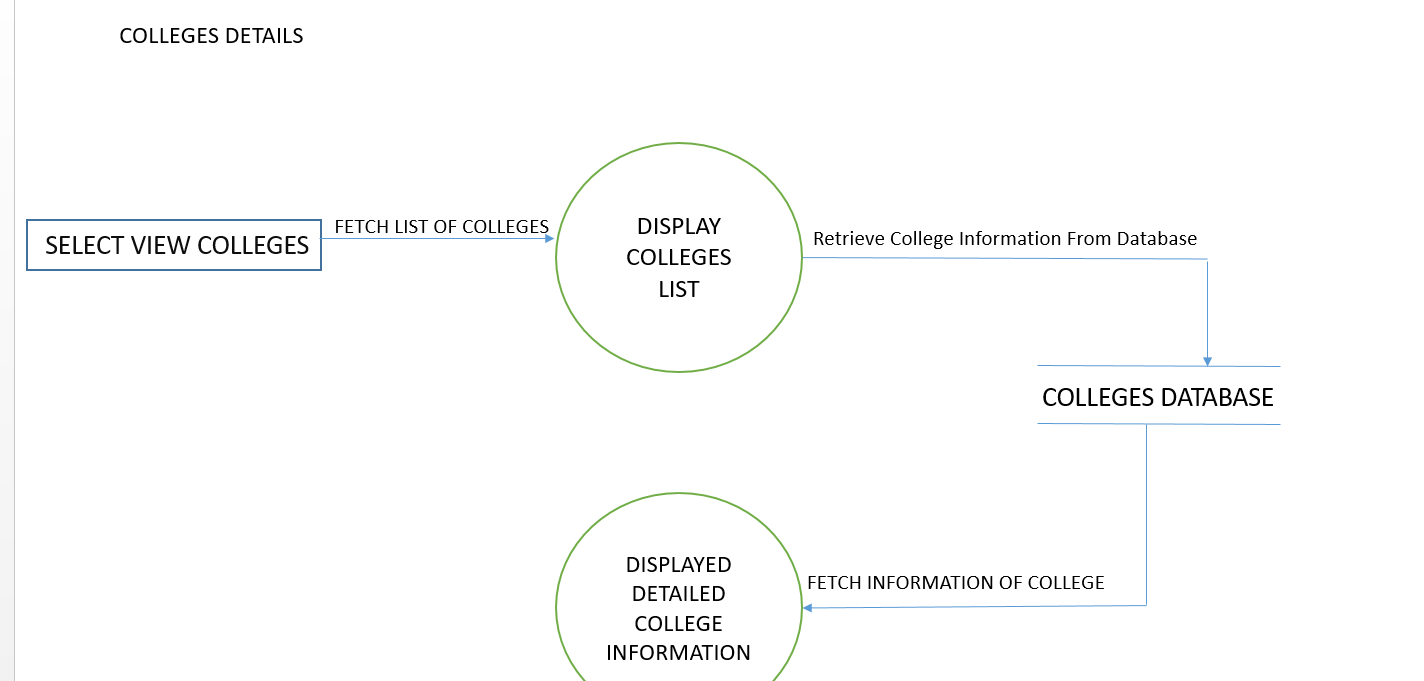 COLLEGES DETAILS
SELECT VIEW COLLEGES
FETCH LIST OF COLLEGES
DISPLAY
COLLEGES
LIST
Retrieve College Information From Database
COLLEGES DATABASE
FETCH INFORMATION OF COLLEGE
DISPLAYED
DETAILED
COLLEGE
INFORMATION